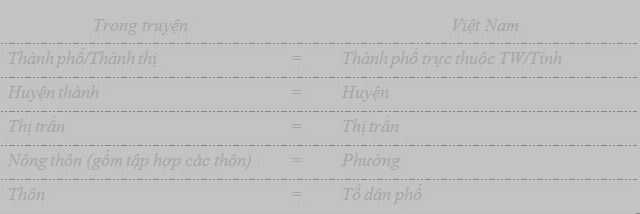 Trong truyện Việt Nam
Thành phố/Thành thị = Thành phố trực thuộc TW/Tỉnh
Huyện thành = Huyện
Thị trấn = Thị trấn
Nông thôn (gồm tập hợp các thôn) = Phường
Thôn = Tổ dân phố